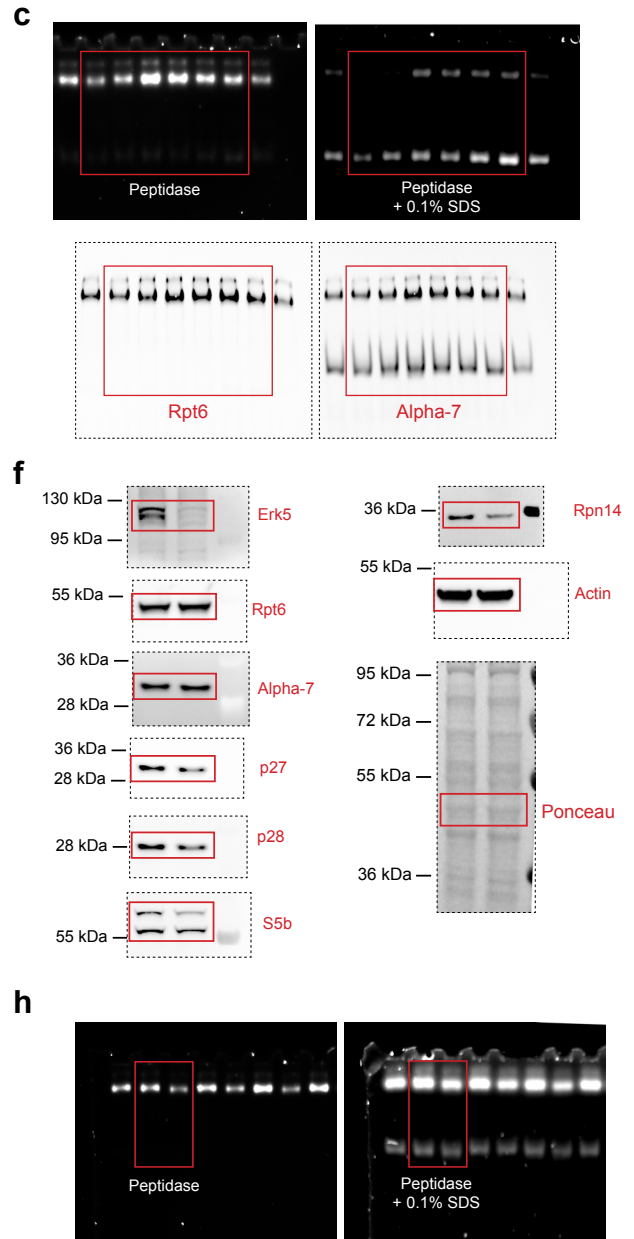 c
Peptidase
Peptidase
+ 0.1% SDS
Rpt6
Alpha-7
f
130 kDa
Erk5
95 kDa
55 kDa
Rpt6
36 kDa
Alpha-7
28 kDa
36 kDa
p27
28 kDa
p28
28 kDa
S5b
55 kDa
36 kDa
Rpn14
55 kDa
Actin
95 kDa
72 kDa
55 kDa
Ponceau
36 kDa
h
Peptidase
Peptidase
+ 0.1% SDS